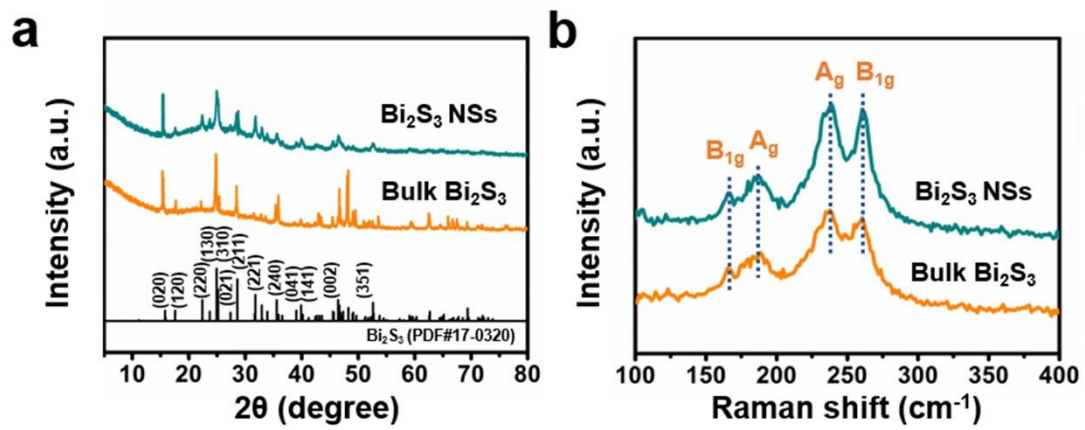 a
Intensity (a.u.)
Bi₂S₃ NSs
Bulk Bi₂S₃
(020)
(120)
(220)
(130)
(310)
(021)
(211)
(221)
(240)
(041)
(141)
(002)
(351)
Bi₂S₃ (PDF#17-0320)
10 20 30 40 50 60 70 80
2θ (degree)
b
Intensity (a.u.)
B₁g
Ag
Ag
B₁g
Bi₂S₃ NSs
Bulk Bi₂S₃
100 150 200 250 300 350 400
Raman shift (cm⁻¹)